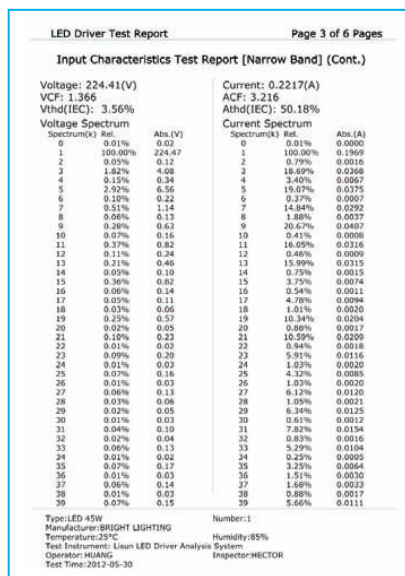 LED Driver Test Report Page 3 of 6 Pages
Input Characteristics Test Report [Narrow Band] (Cont.)
Voltage: 224.41(V) Current: 0.2217(A)
VCF: 1.366 ACF: 3.216
Vthd(IEC): 3.56% Athd(IEC): 50.18%
Voltage Spectrum Current Spectrum
Spectrum(k) Rel. Abs.(V) Spectrum(k) Rel. Abs.(A)
0 0.01% 0.02 0 0.01% 0.0000
1 100.00% 224.47 1 100.00% 0.1969
2 0.05% 0.12 2 0.79% 0.0016
3 1.82% 4.08 3 18.69% 0.0368
4 0.15% 0.34 4 3.40% 0.0067
5 2.92% 6.56 5 19.07% 0.0375
6 0.10% 0.22 6 0.37% 0.0007
7 0.51% 1.14 7 14.84% 0.0292
8 0.06% 0.13 8 1.88% 0.0037
9 0.28% 0.63 9 20.67% 0.0407
10 0.07% 0.16 10 0.41% 0.0008
11 0.37% 0.82 11 16.05% 0.0316
12 0.11% 0.24 12 0.46% 0.0009
13 0.21% 0.46 13 15.99% 0.0315
14 0.05% 0.10 14 0.75% 0.0015
15 0.36% 0.82 15 3.75% 0.0074
16 0.06% 0.14 16 0.54% 0.0011
17 0.05% 0.11 17 4.78% 0.0094
18 0.03% 0.06 18 1.01% 0.0020
19 0.25% 0.57 19 10.34% 0.0204
20 0.02% 0.05 20 0.88% 0.0017
21 0.10% 0.23 21 10.59% 0.0209
22 0.01% 0.02 22 0.94% 0.0018
23 0.09% 0.20 23 5.91% 0.0116
24 0.01% 0.03 24 1.03% 0.0020
25 0.07% 0.16 25 4.32% 0.0085
26 0.01% 0.03 26 1.03% 0.0020
27 0.06% 0.13 27 6.12% 0.0120
28 0.03% 0.06 28 1.05% 0.0021
29 0.02% 0.05 29 6.34% 0.0125
30 0.01% 0.03 30 0.61% 0.0012
31 0.04% 0.10 31 7.82% 0.0154
32 0.02% 0.04 32 0.83% 0.0016
33 0.06% 0.13 33 5.29% 0.0104
34 0.01% 0.02 34 0.25% 0.0005
35 0.07% 0.17 35 3.25% 0.0064
36 0.01% 0.03 36 1.51% 0.0030
37 0.06% 0.14 37 1.68% 0.0033
38 0.01% 0.03 38 0.88% 0.0017
39 0.07% 0.15 39 5.66% 0.0111
Type:LED 45W Number:1
Manufacturer:BRIGHT LIGHTING
Temperature:25°C Humidity:85%
Test Instrument: Lisun LED Driver Analysis System
Operator: HUANG Inspector:HECTOR
Test Time:2012-05-30